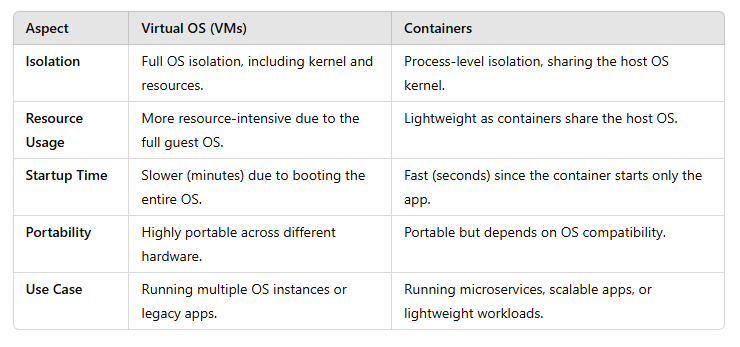 Aspect Virtual OS (VMs) Containers
Isolation Full OS isolation, including kernel and Process-level isolation, sharing the host OS
resources. kernel.
Resource More resource-intensive due to the Lightweight as containers share the host OS.
Usage full guest OS.
Startup Time Slower (minutes) due to booting the Fast (seconds) since the container starts only the
entire OS. app.
Portability Highly portable across different Portable but depends on OS compatibility.
hardware.
Use Case Running multiple OS instances or Running microservices, scalable apps, or
legacy apps. lightweight workloads.